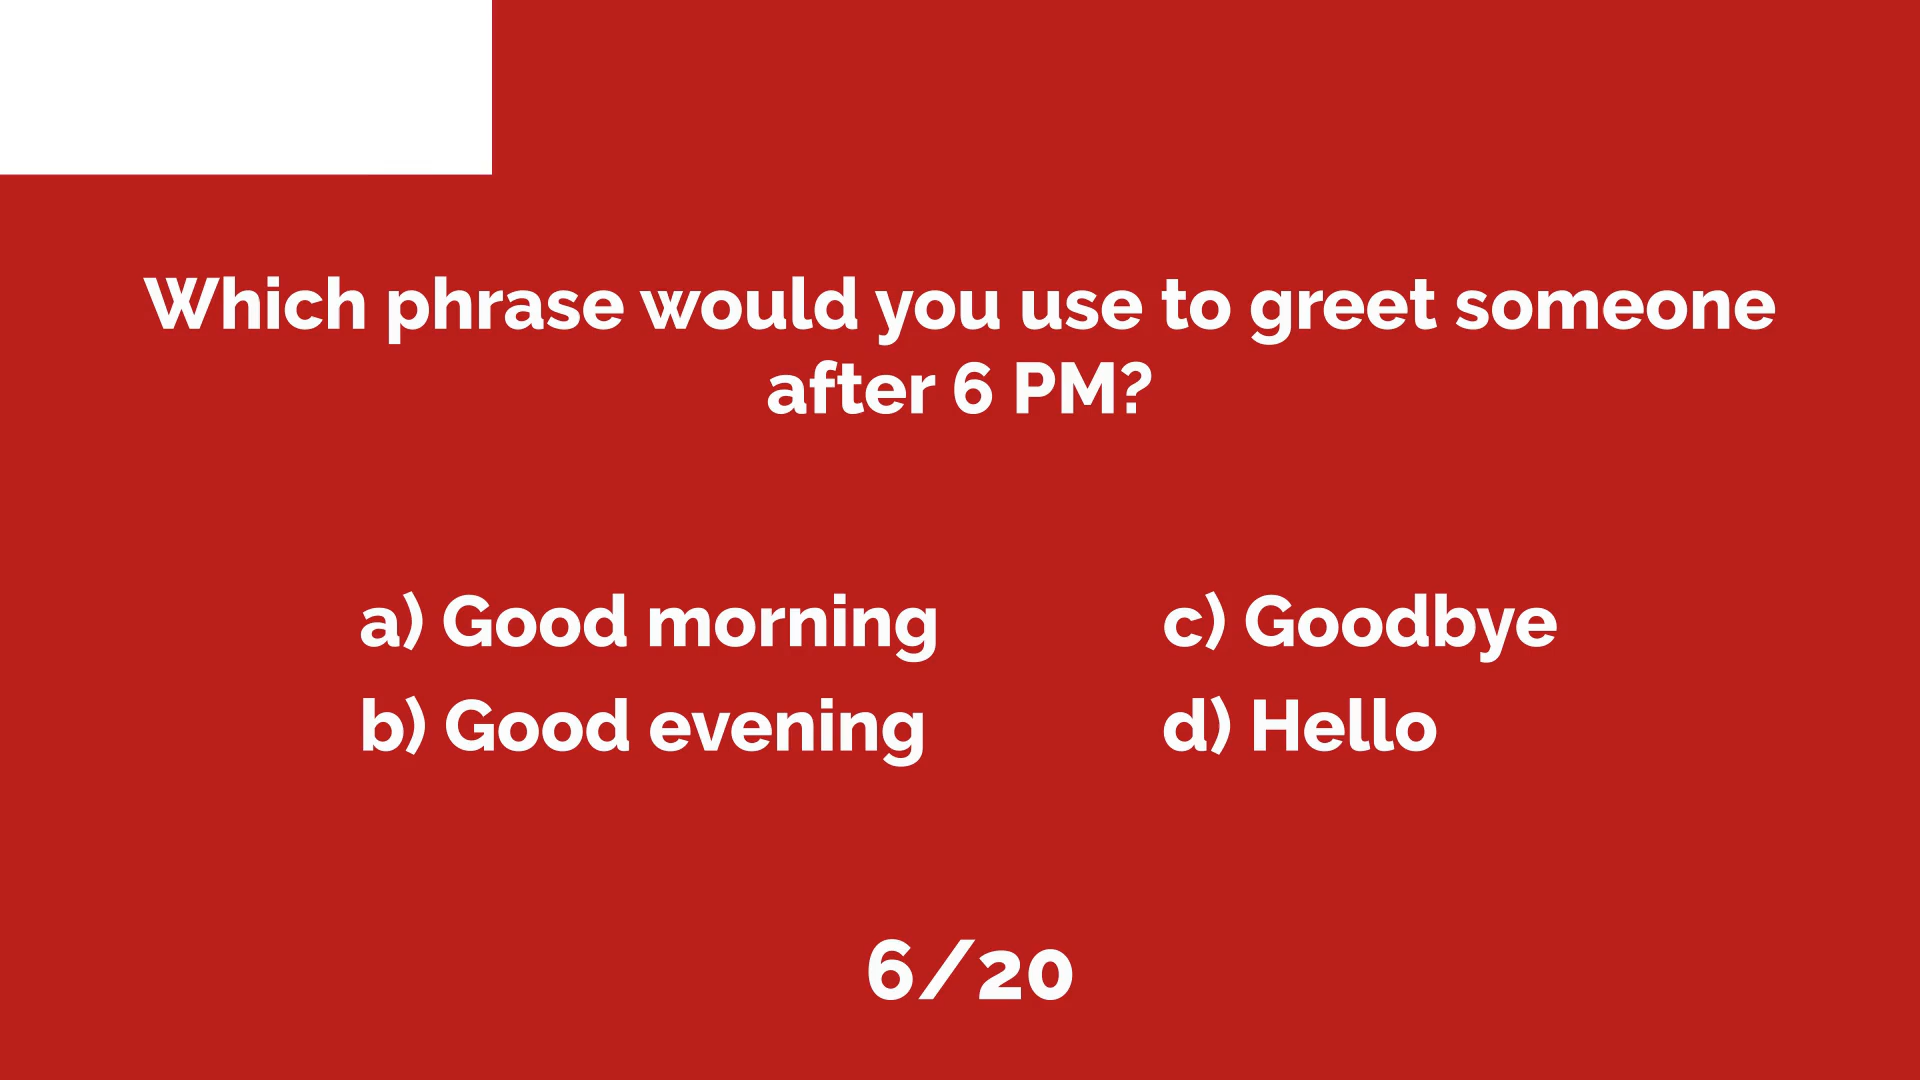 Which phrase would you use to greet someone
after 6 PM?
a) Good morning
b) Good evening
c) Goodbye
d) Hello
6/20